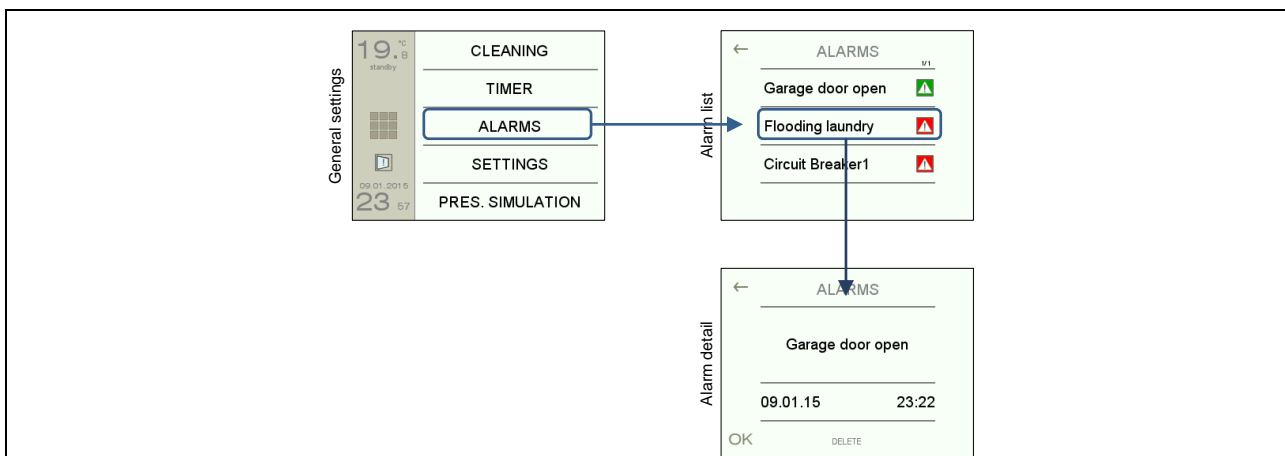 General settings
19.8 °C
standby
09.01.2015
23 57
CLEANING
TIMER
ALARMS
SETTINGS
PRES. SIMULATION
Alarm list
← ALARMS
1/1
Garage door open
Flooding laundry
Circuit Breaker1
Alarm detail
← ALARMS
Garage door open
09.01.15 23:22
OK DELETE